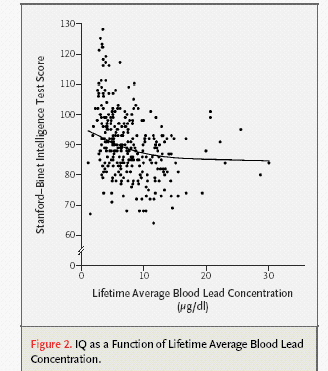 130
120
110
100
90
80
70
60
0
Stanford–Binet Intelligence Test Score
0 10 20 30
Lifetime Average Blood Lead Concentration
(μg/dl)
Figure 2. IQ as a Function of Lifetime Average Blood Lead
Concentration.